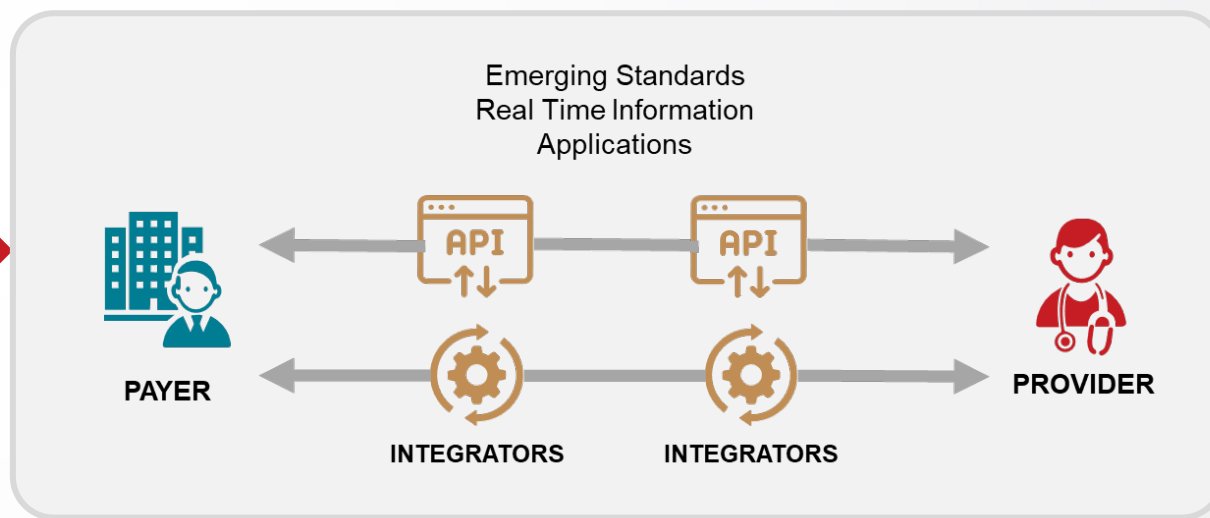 Emerging Standards
Real Time Information
Applications
API
API
PAYER
PROVIDER
INTEGRATORS
INTEGRATORS